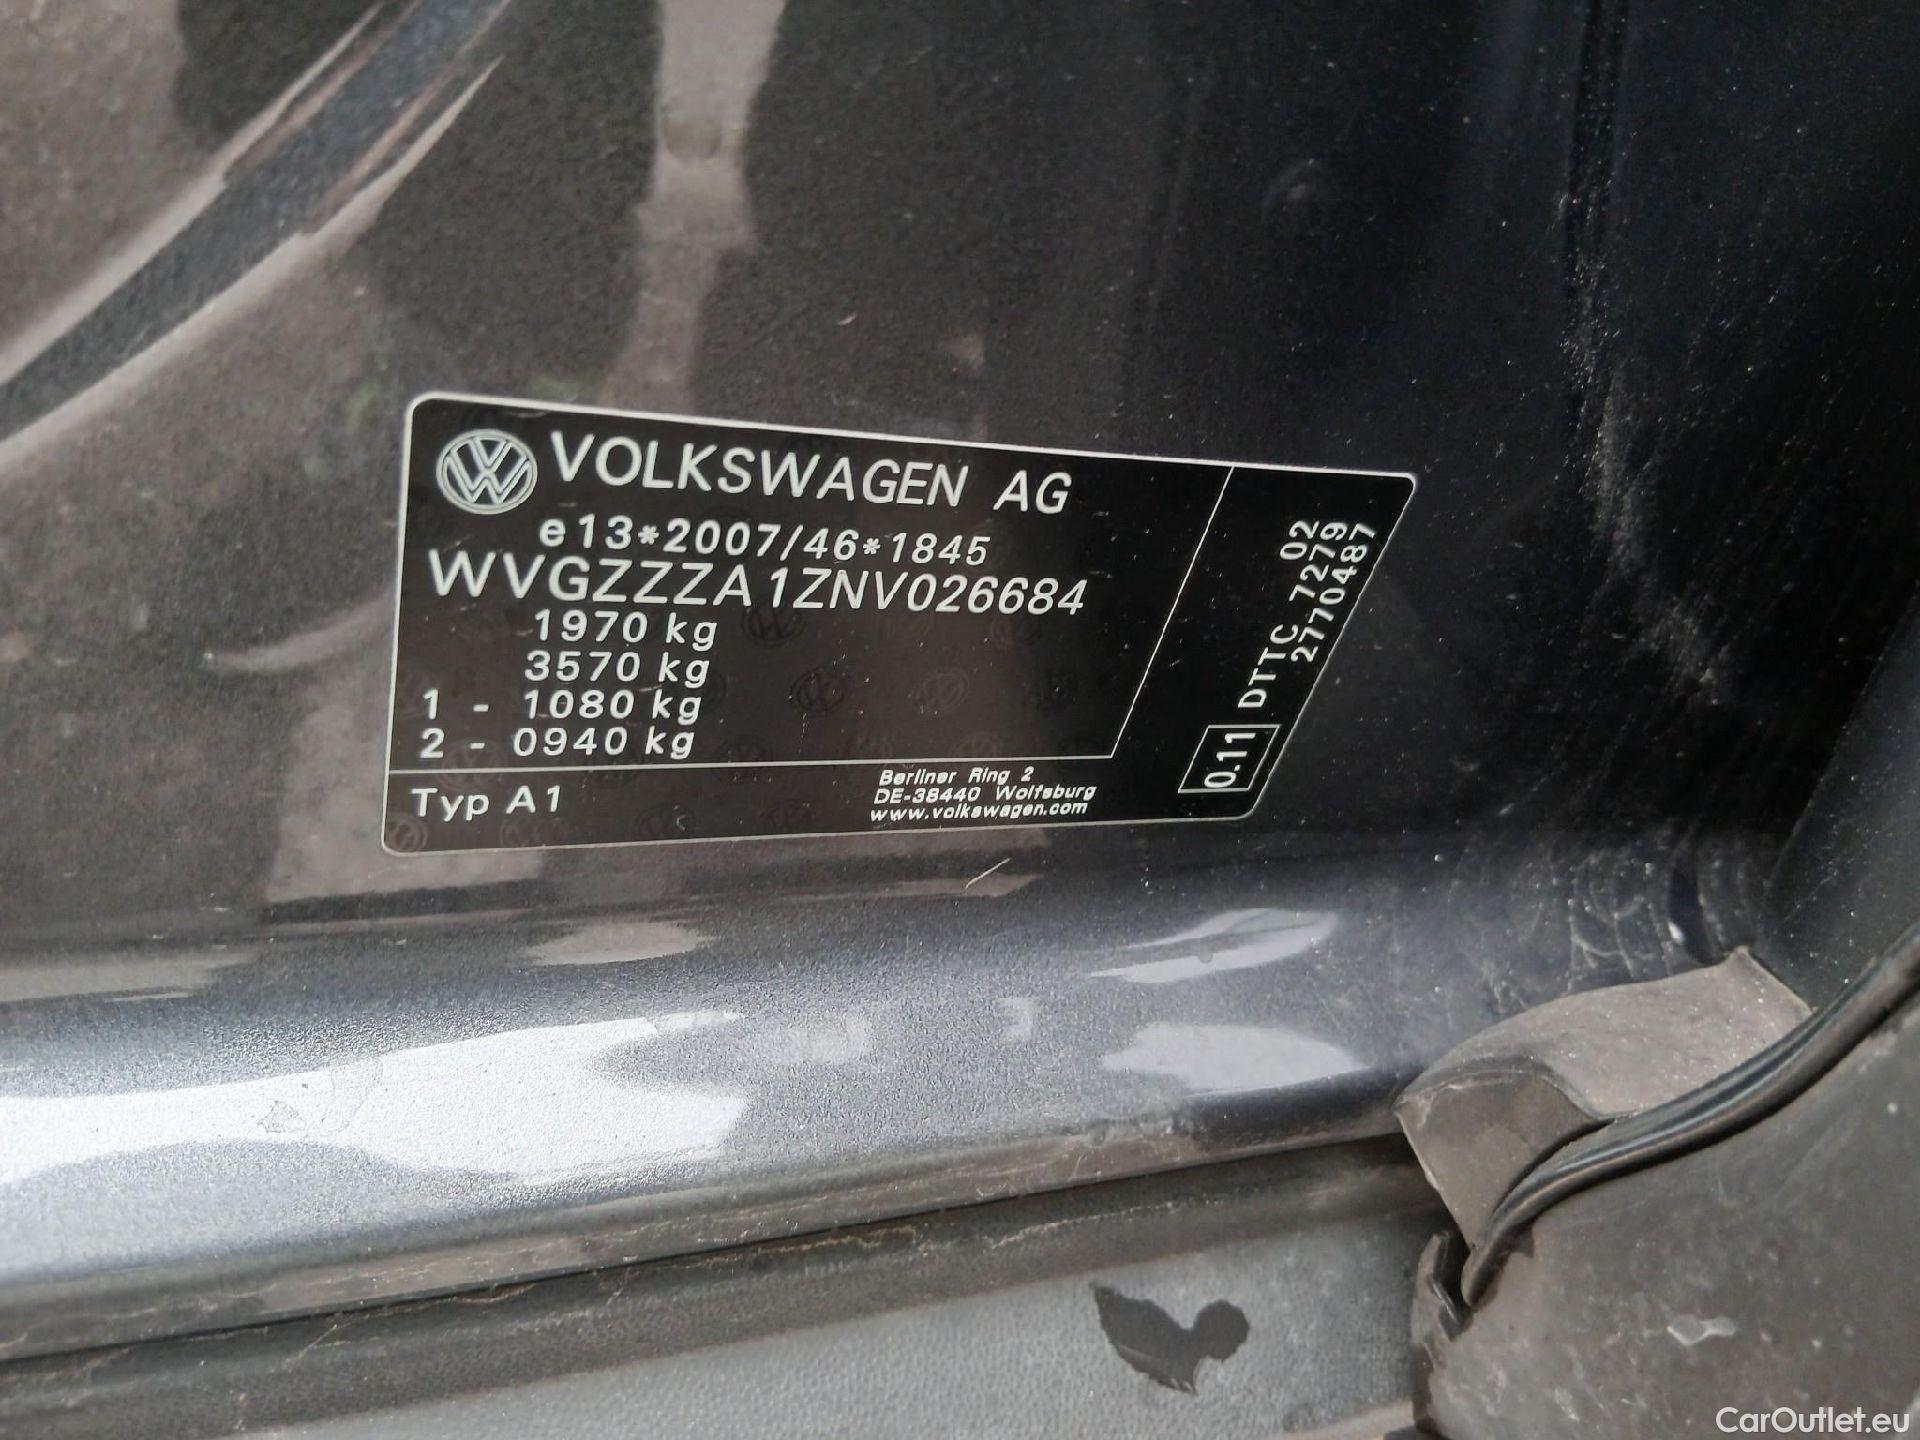 VOLKSWAGEN AG
e13*2007/46*1845
WVGZZZA1ZNV026684
1970 kg
3570 kg
1 - 1080 kg
2 - 0940 kg
Typ A1
Berliner Ring 2
DE-38440 Wolfsburg
www.volkswagen.com
0.11
DTTC 7279 02
2770487
CarOutlet.eu